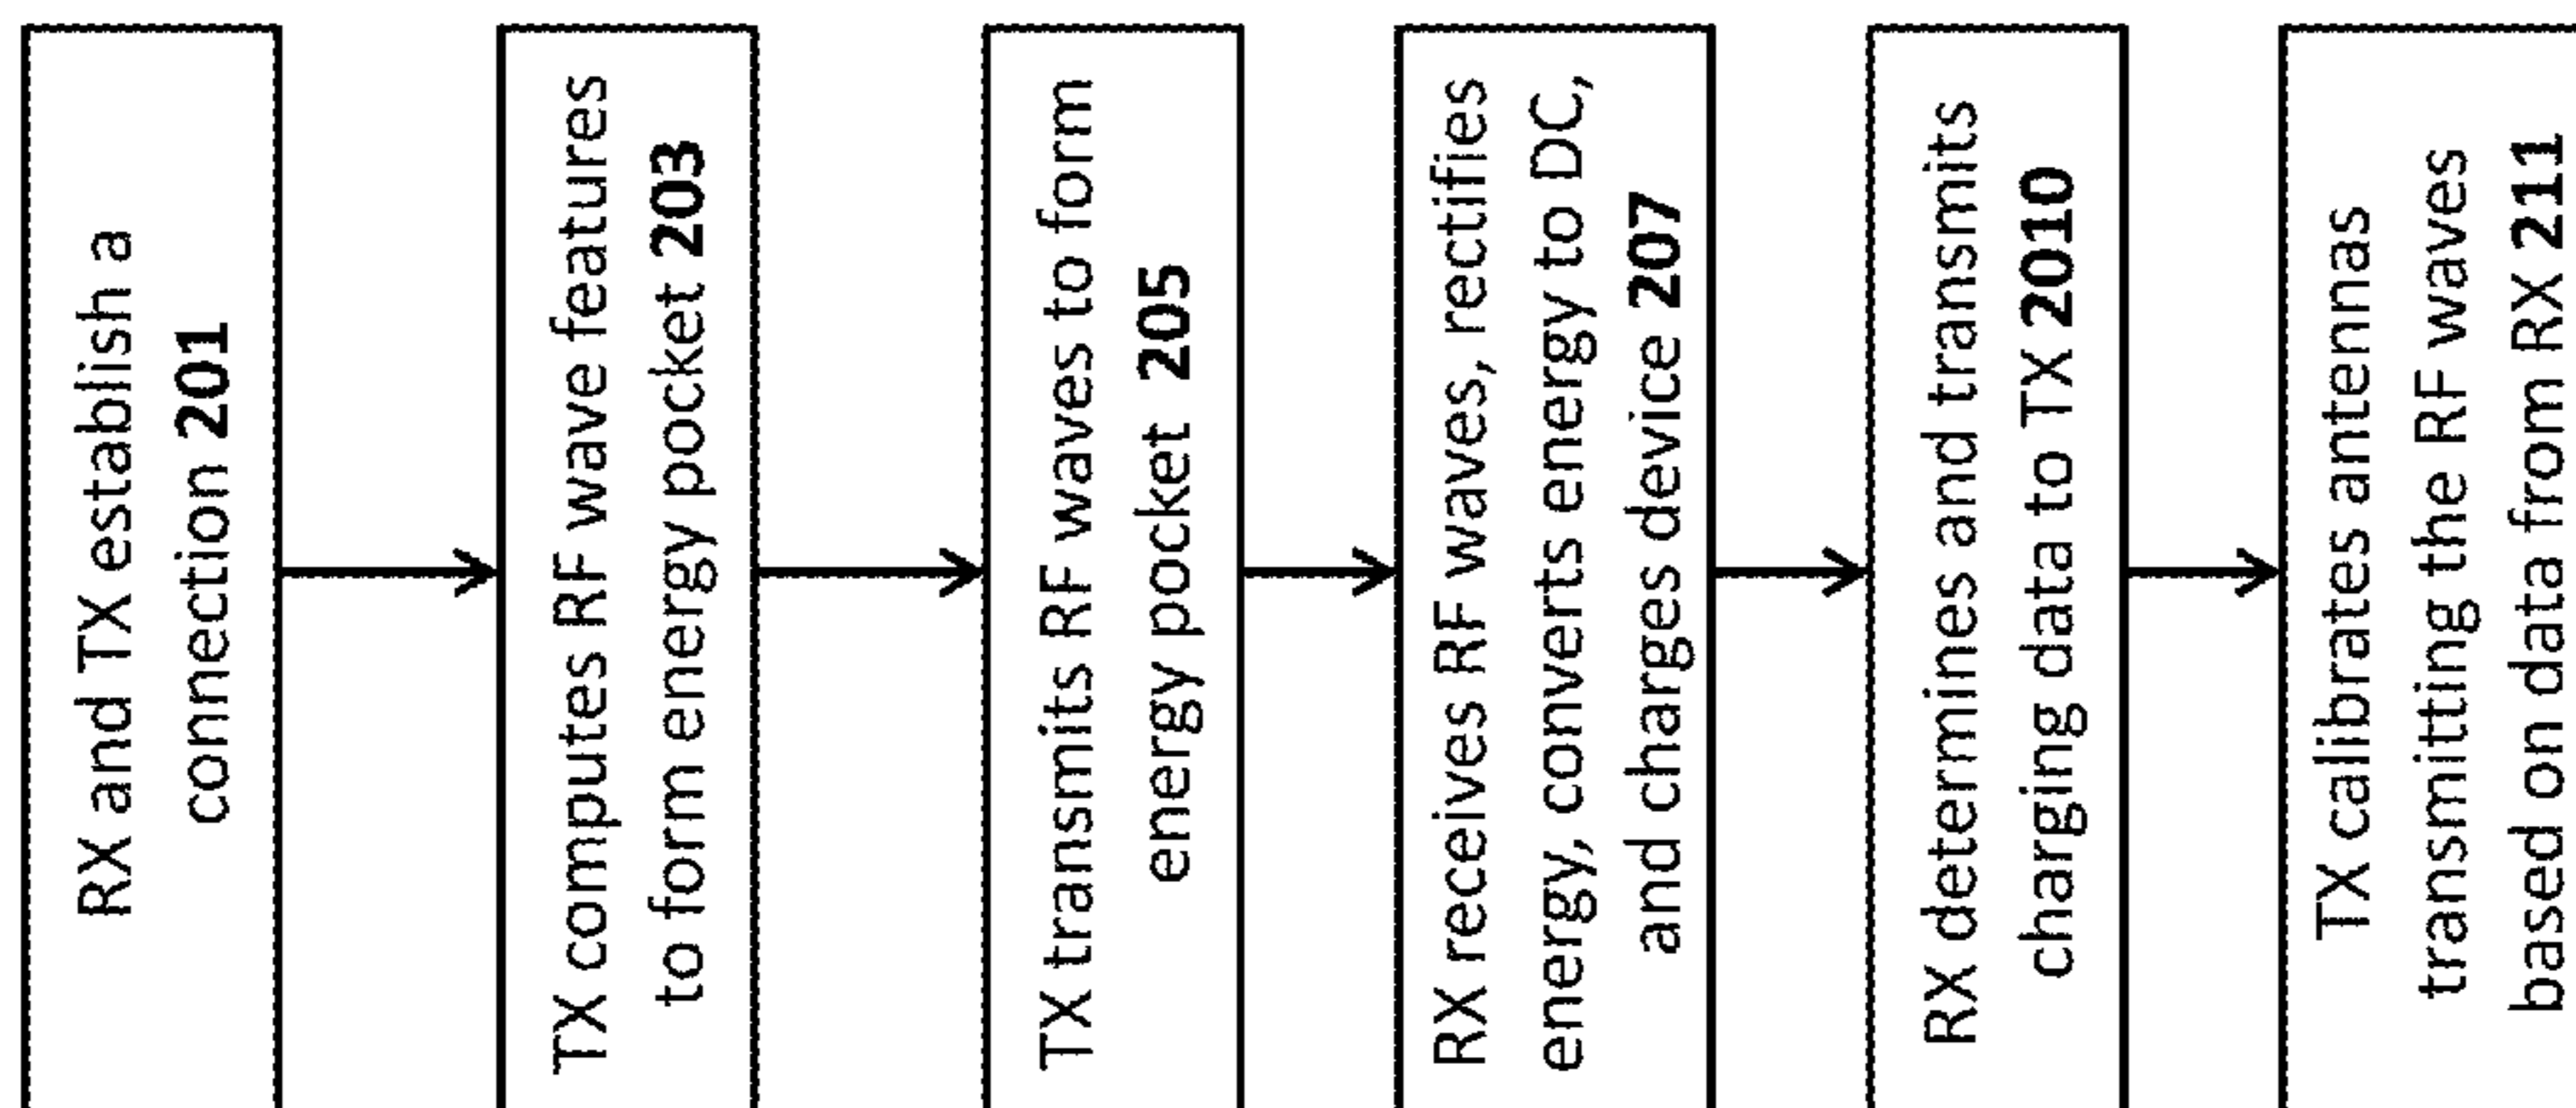 RX and TX establish a
connection 201
TX computes RF wave features
to form energy pocket 203
TX transmits RF waves to form
energy pocket 205
RX receives RF waves, rectifies
energy, converts energy to DC,
and charges device 207
RX determines and transmits
charging data to TX 2010
TX calibrates antennas
transmitting the RF waves
based on data from RX 211